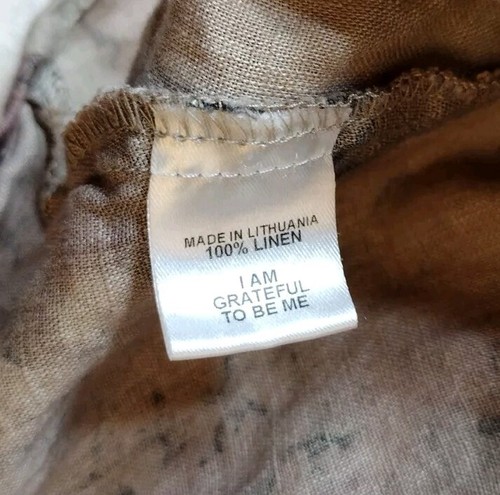 MADE IN LITHUANIA
100% LINEN
I AM
GRATEFUL
TO BE ME